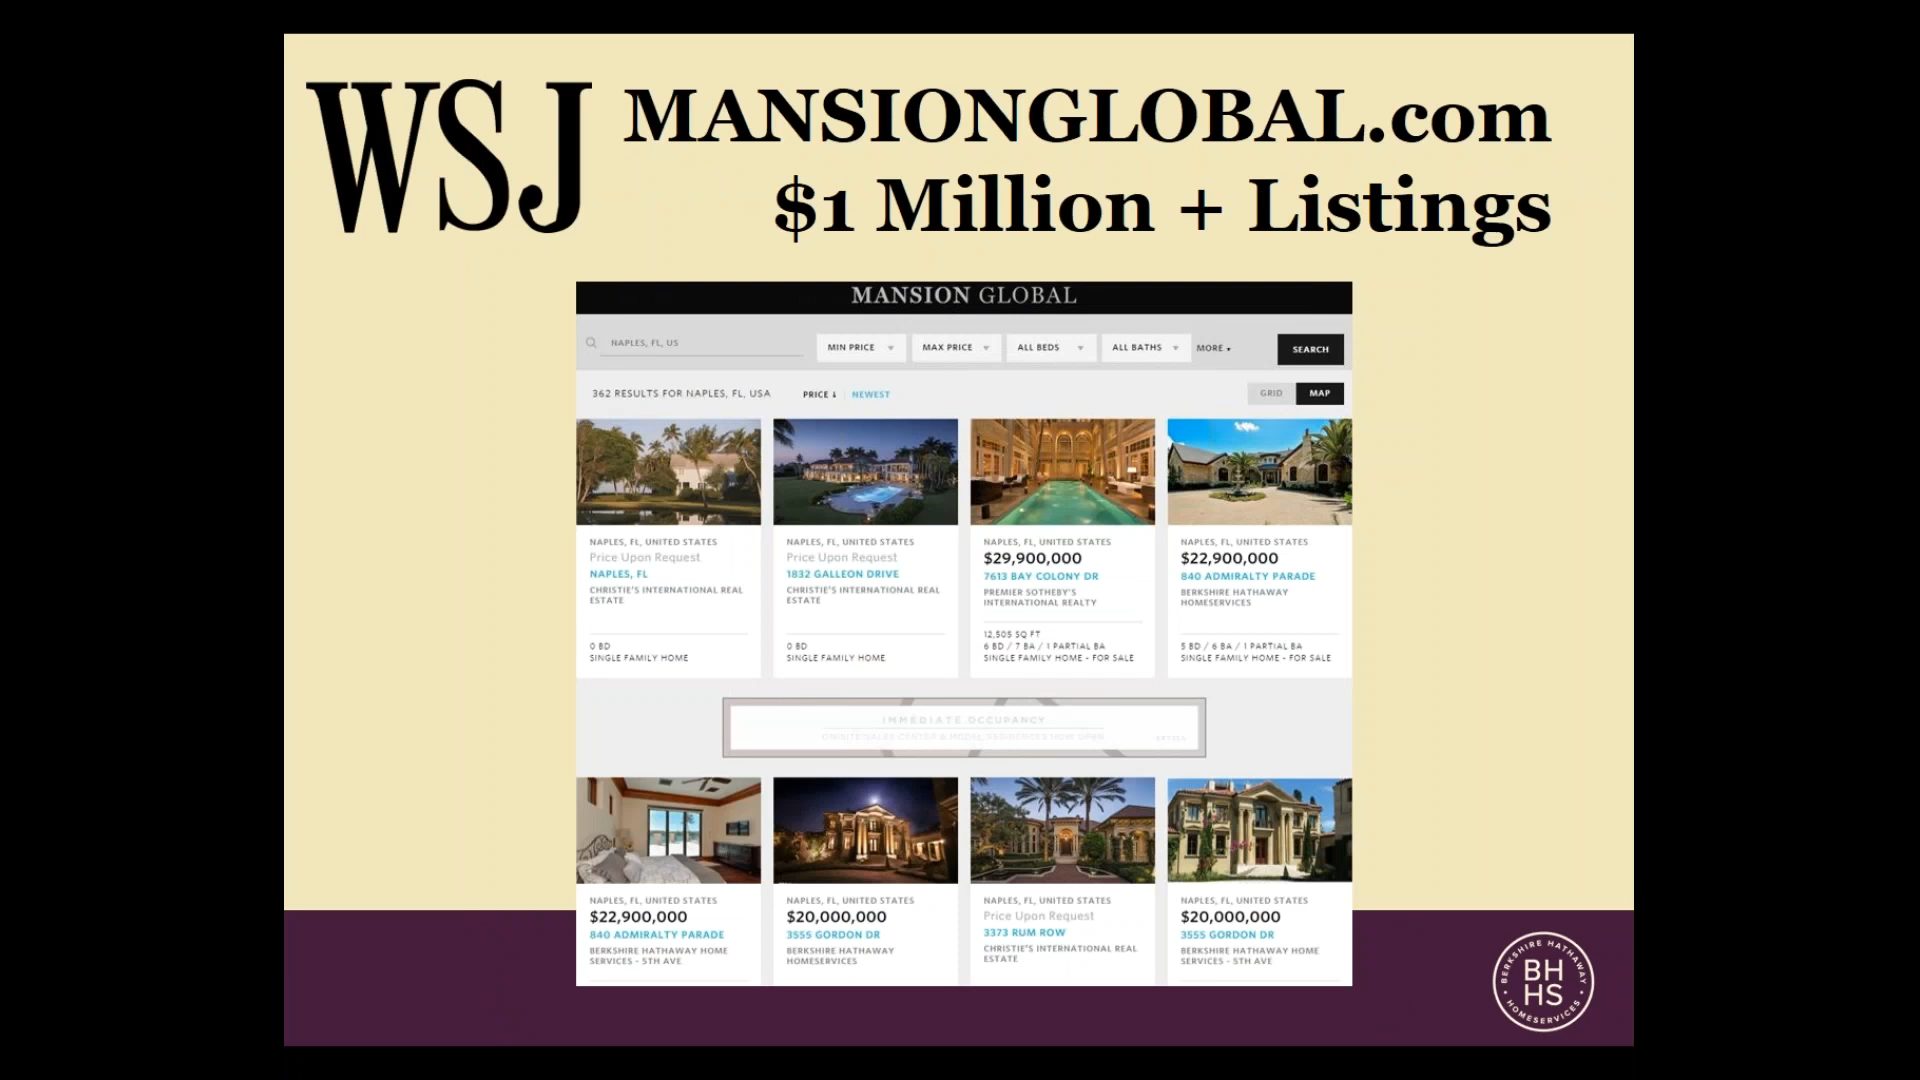 WSJ
MANSIONGLOBAL.com
$1 Million + Listings
MANSION GLOBAL
NAPLES, FL, US
MIN PRICE
MAX PRICE
ALL BEDS
ALL BATHS
MORE
SEARCH
362 RESULTS FOR NAPLES, FL, USA
PRICE
NEWEST
GRID
MAP
NAPLES, FL, UNITED STATES
Price Upon Request
NAPLES, FL
CHRISTIE'S INTERNATIONAL REAL
ESTATE
0 BD
SINGLE FAMILY HOME
NAPLES, FL, UNITED STATES
Price Upon Request
1832 GALLEON DRIVE
CHRISTIE'S INTERNATIONAL REAL
ESTATE
0 BD
SINGLE FAMILY HOME
NAPLES, FL, UNITED STATES
$29,900,000
7613 BAY COLONY DR
PREMIER SOTHEBY'S
INTERNATIONAL REALTY
12,505 SQ FT
6 BD / 7 BA / 1 PARTIAL BA
SINGLE FAMILY HOME - FOR SALE
NAPLES, FL, UNITED STATES
$22,900,000
840 ADMIRALTY PARADE
BERKSHIRE HATHAWAY
HOMESERVICES
5 BD / 6 BA / 1 PARTIAL BA
SINGLE FAMILY HOME - FOR SALE
IMMEDIATE OCCUPANCY
ONSITE SALES CENTER & MODEL RESIDENCES NOW OPEN
NAPLES, FL, UNITED STATES
$22,900,000
840 ADMIRALTY PARADE
BERKSHIRE HATHAWAY HOME
SERVICES - 5TH AVE
NAPLES, FL, UNITED STATES
$20,000,000
3555 GORDON DR
BERKSHIRE HATHAWAY
HOMESERVICES
NAPLES, FL, UNITED STATES
Price Upon Request
3373 RUM ROW
CHRISTIE'S INTERNATIONAL REAL
ESTATE
NAPLES, FL, UNITED STATES
$20,000,000
3555 GORDON DR
BERKSHIRE HATHAWAY HOME
SERVICES - 5TH AVE
BERKSHIRE HATHAWAY
BH
HS
HOMESERVICES